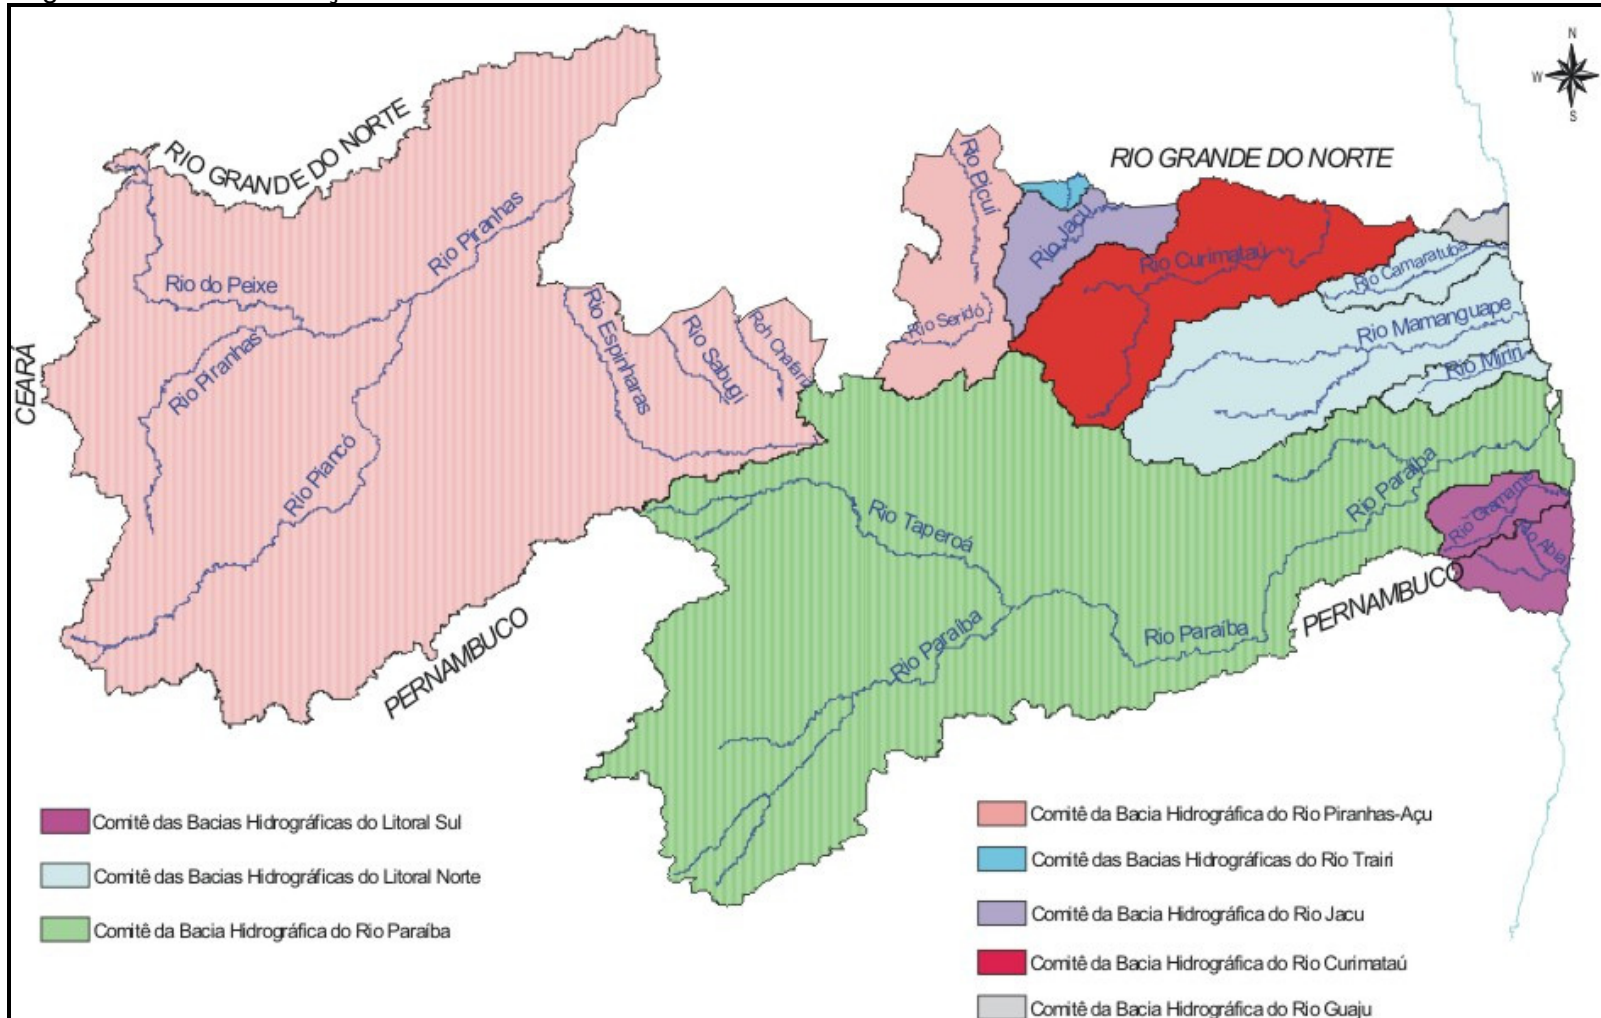 N
W
S
RIO GRANDE DO NORTE
RIO GRANDE DO NORTE
CEARÁ
PERNAMBUCO
PERNAMBUCO
Rio do Peixe
Rio Piranhas
Rio Piranhas
Rio Piancó
Rio Espinharas
Rio Sabugi
Rch Chafariz
Rio Picuí
Rio Seridó
Rio Jacu
Rio Curimataú
Rio Camaratuba
Rio Mamanguape
Rio Miriri
Rio Paraíba
Rio Taperoá
Rio Paraíba
Rio Paraíba
Rio Gramame
Rio Abiaí
Comitê das Bacias Hidrográficas do Litoral Sul
Comitê das Bacias Hidrográficas do Litoral Norte
Comitê da Bacia Hidrográfica do Rio Paraíba
Comitê da Bacia Hidrográfica do Rio Piranhas-Açu
Comitê das Bacias Hidrográficas do Rio Trairi
Comitê da Bacia Hidrográfica do Rio Jacu
Comitê da Bacia Hidrográfica do Rio Curimataú
Comitê da Bacia Hidrográfica do Rio Guaju